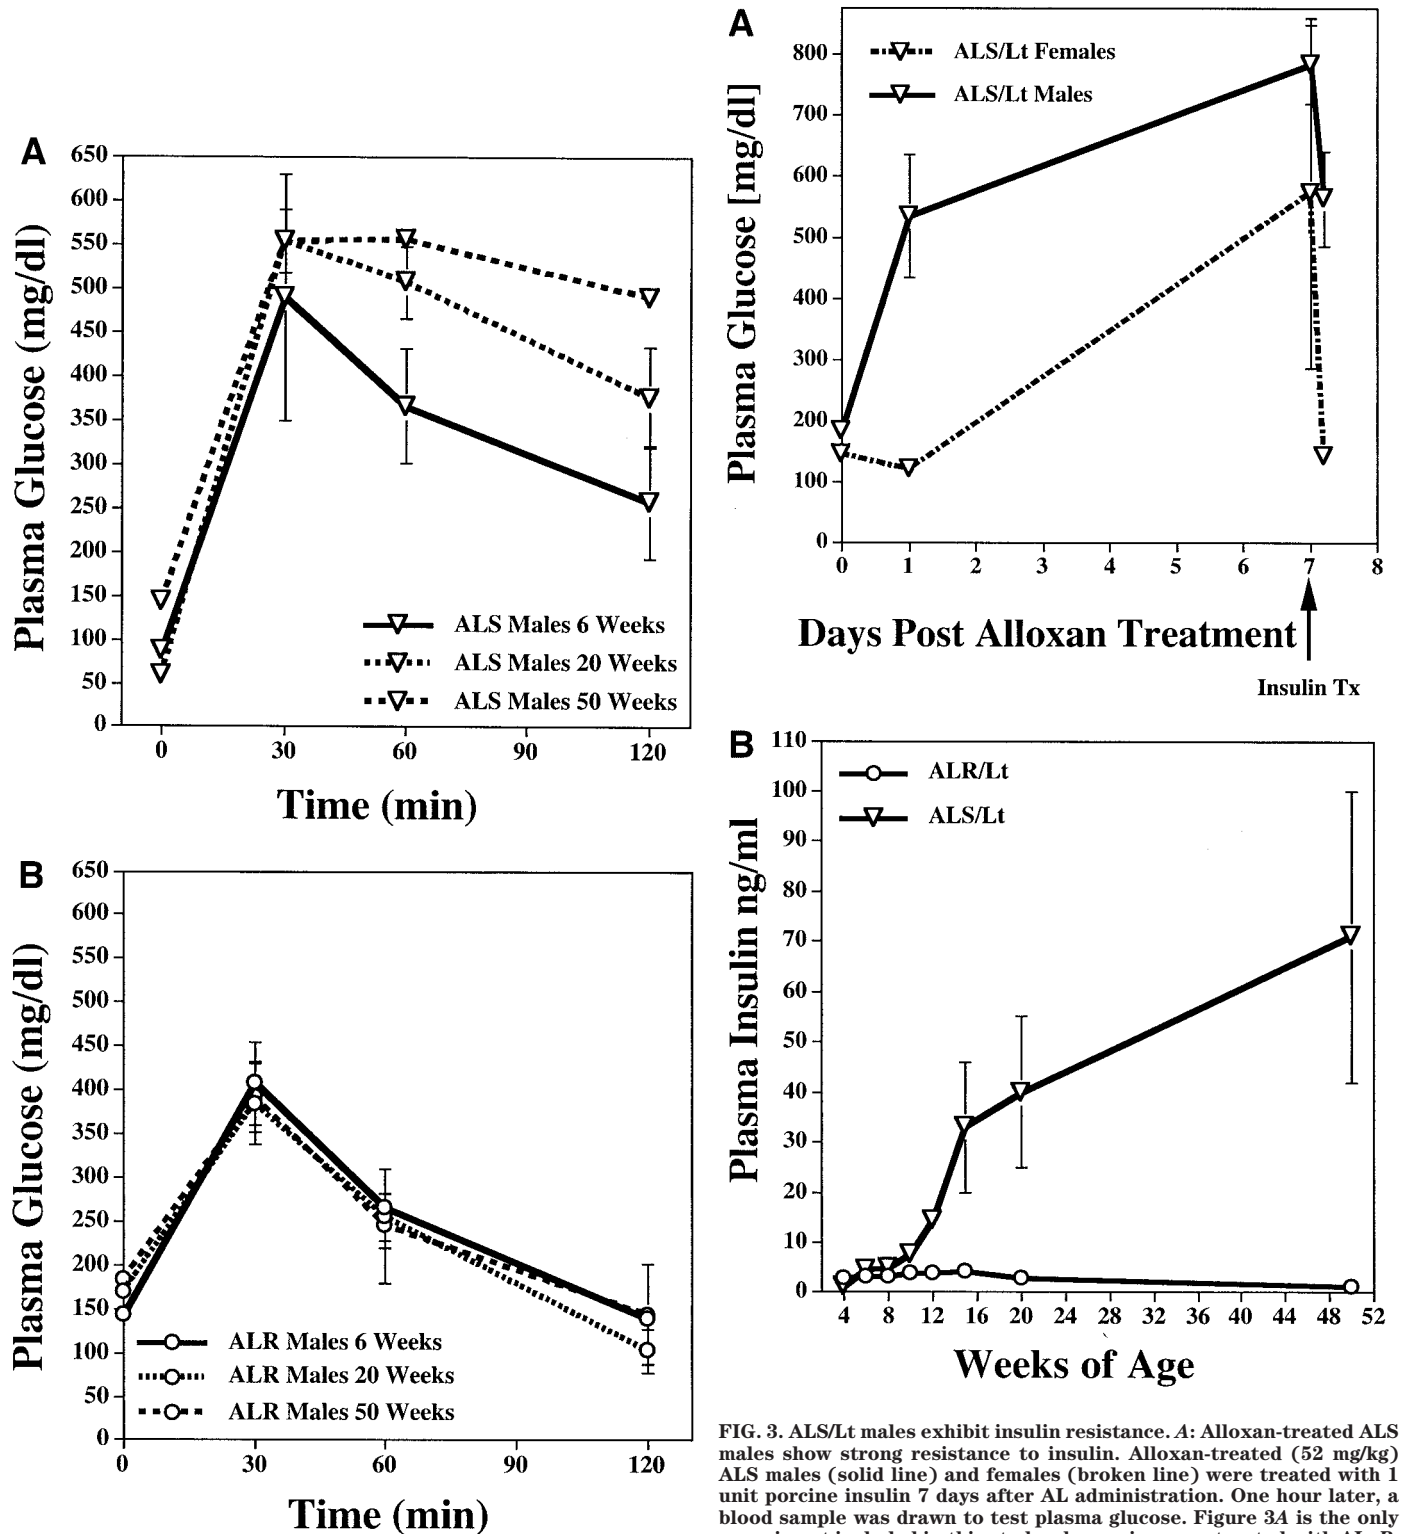 A
650
600
550
500
450
400
350
300
250
200
150
100
50
0
Plasma Glucose (mg/dl)
ALS Males 6 Weeks
ALS Males 20 Weeks
ALS Males 50 Weeks
0 30 60 90 120
Time (min)
B
650
600
550
500
450
400
350
300
250
200
150
100
50
0
Plasma Glucose (mg/dl)
ALR Males 6 Weeks
ALR Males 20 Weeks
ALR Males 50 Weeks
0 30 60 90 120
Time (min)
A
800
700
600
500
400
300
200
100
0
Plasma Glucose [mg/dl]
ALS/Lt Females
ALS/Lt Males
0 1 2 3 4 5 6 7 8
Days Post Alloxan Treatment
Insulin Tx
B
110
100
90
80
70
60
50
40
30
20
10
0
Plasma Insulin ng/ml
ALR/Lt
ALS/Lt
4 8 12 16 20 24 28 32 36 40 44 48 52
Weeks of Age
FIG. 3. ALS/Lt males exhibit insulin resistance. A: Alloxan-treated ALS
males show strong resistance to insulin. Alloxan-treated (52 mg/kg)
ALS males (solid line) and females (broken line) were treated with 1
unit porcine insulin 7 days after AL administration. One hour later, a
blood sample was drawn to test plasma glucose. Figure 3A is the only